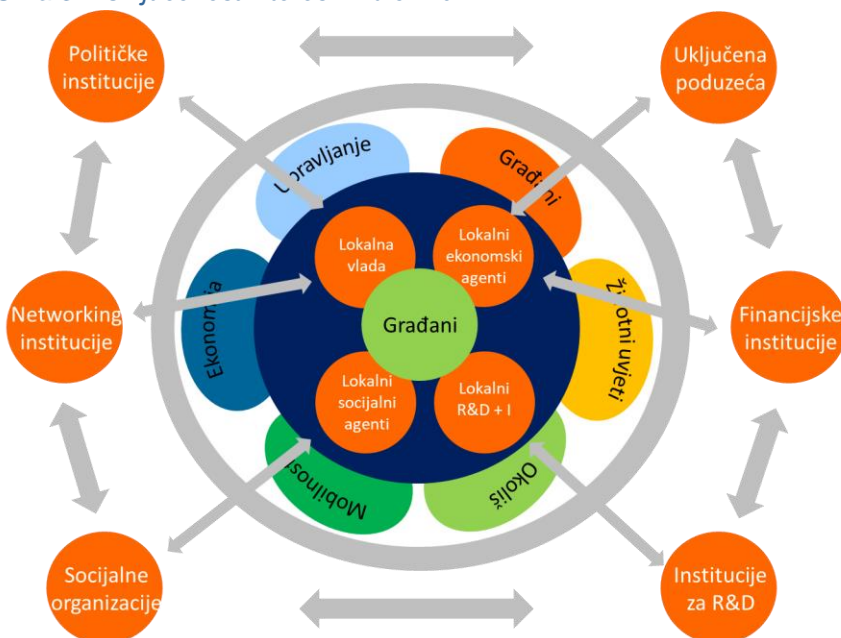 Političke
institucije
Uključena
poduzeća
Upravljanje
Građani
Lokalna
vlada
Lokalni
ekonomski
agenti
Ekonomija
Životni uvjeti
Networking
institucije
Građani
Financijske
institucije
Lokalni
socijalni
agenti
Lokalni
R&D + I
Mobilnost
Okoliš
Socijalne
organizacije
Institucije
za R&D